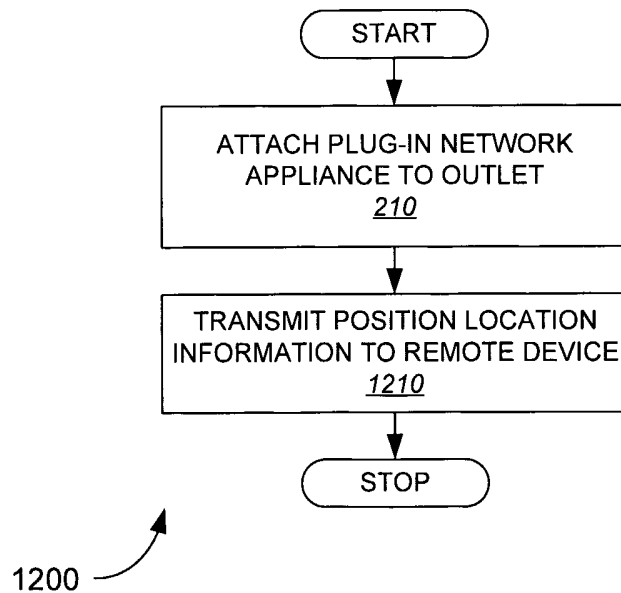 START
ATTACH PLUG-IN NETWORK
APPLIANCE TO OUTLET
210
TRANSMIT POSITION LOCATION
INFORMATION TO REMOTE DEVICE
1210
STOP
1200